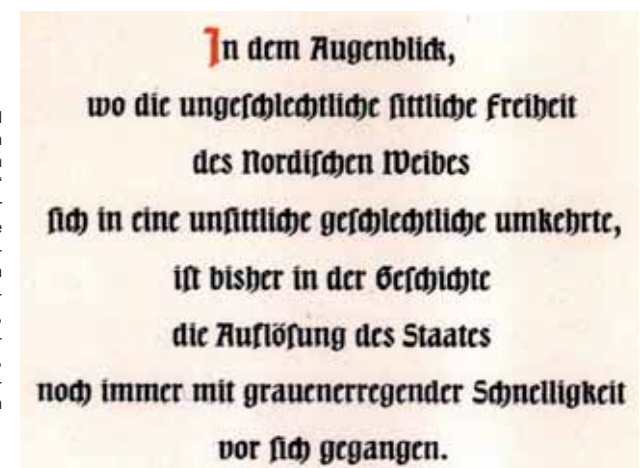 In dem Augenblick,
wo die ungeschlechtliche sittliche Freiheit
des Nordischen Weibes
sich in eine unsittliche geschlechtliche umkehrte,
ist bisher in der Geschichte
die Auflösung des Staates
noch immer mit grauenerregender Schnelligkeit
vor sich gegangen.